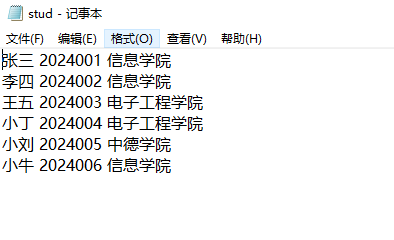 stud - 记事本
文件(F) 编辑(E) 格式(O) 查看(V) 帮助(H)
张三 2024001 信息学院
李四 2024002 信息学院
王五 2024003 电子工程学院
小丁 2024004 电子工程学院
小刘 2024005 中德学院
小牛 2024006 信息学院